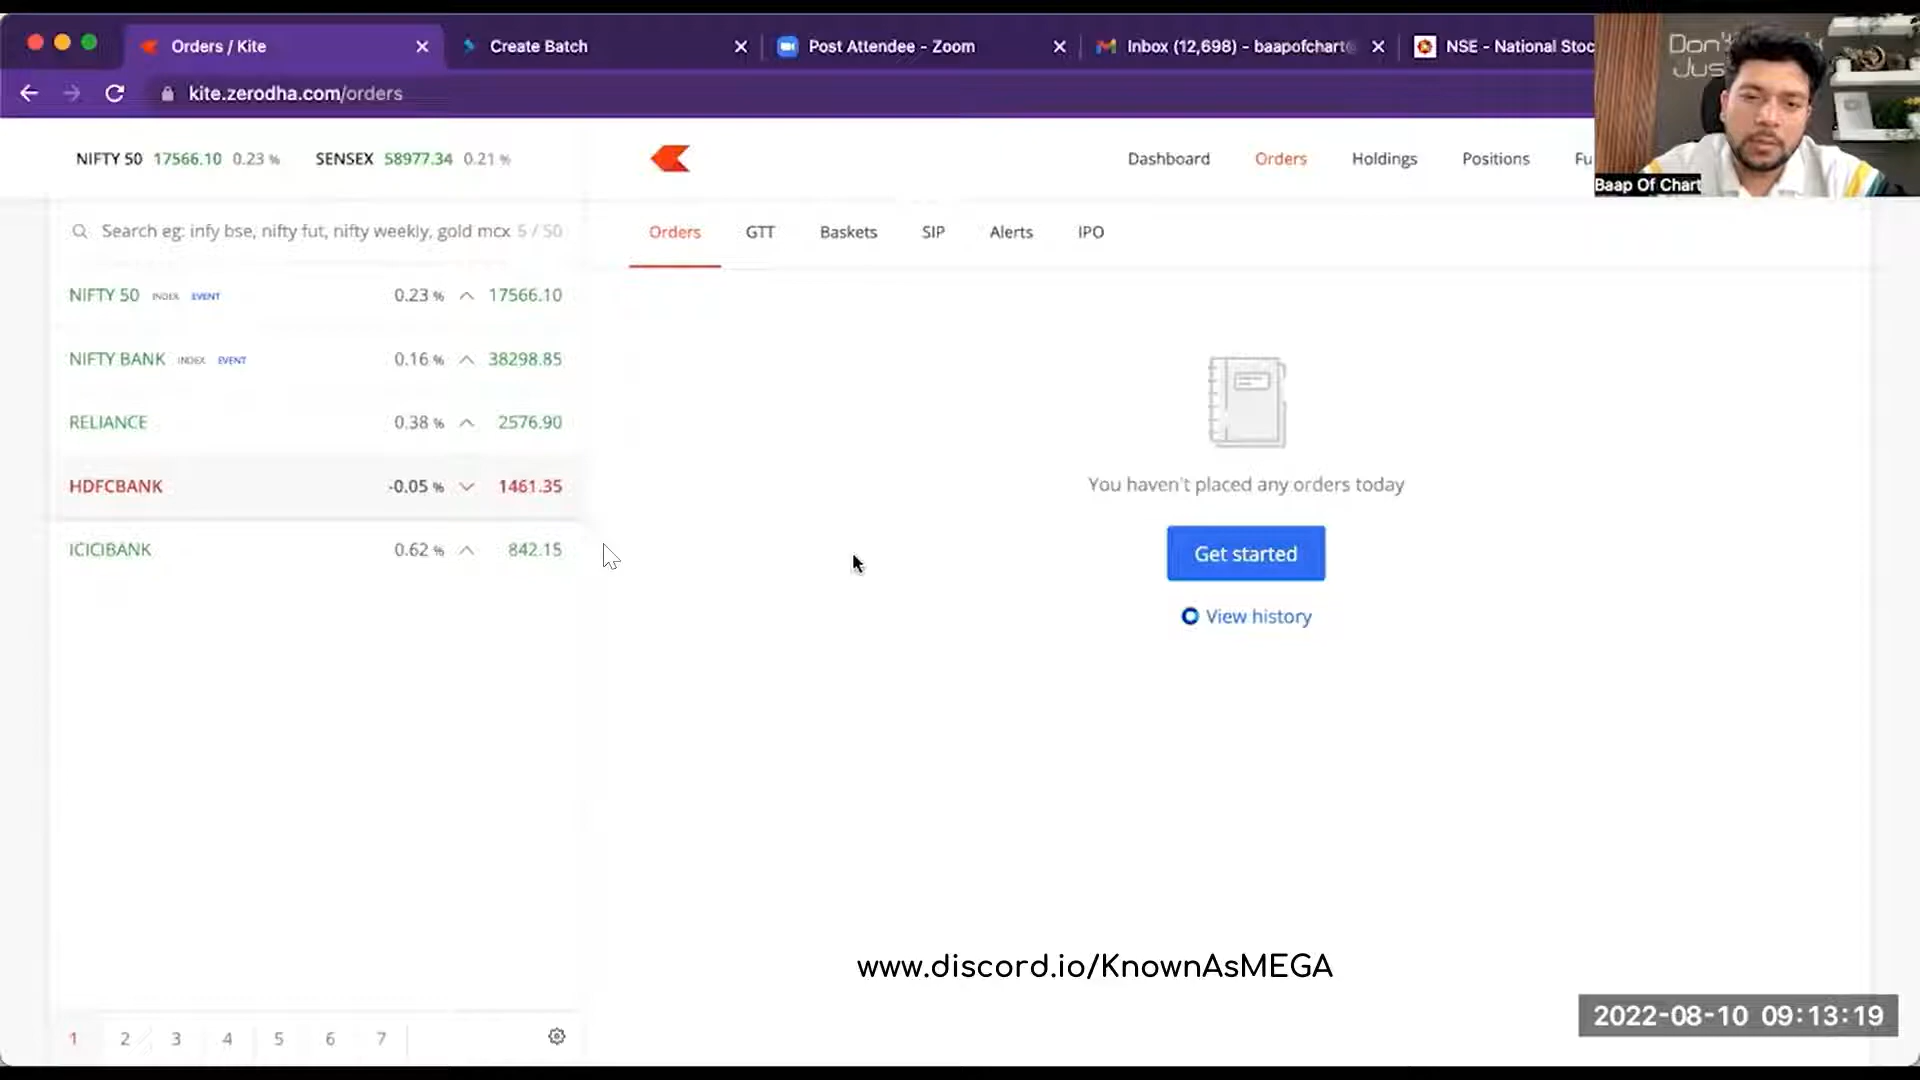 Orders / Kite
Create Batch
Post Attendee - Zoom
Inbox (12,698) - baapofchart
NSE - National Stoc
kite.zerodha.com/orders
Don't
Jus
Baap Of Chart
NIFTY 50 17566.10 0.23 % SENSEX 58977.34 0.21 %
Dashboard Orders Holdings Positions Fu
Search eg: infy bse, nifty fut, nifty weekly, gold mcx 5 / 50
Orders GTT Baskets SIP Alerts IPO
NIFTY 50 INDEX EVENT 0.23 % 17566.10
NIFTY BANK INDEX EVENT 0.16 % 38298.85
RELIANCE 0.38 % 2576.90
HDFCBANK -0.05 % 1461.35
ICICIBANK 0.62 % 842.15
You haven't placed any orders today
Get started
View history
www.discord.io/KnownAsMEGA
2022-08-10 09:13:19
1 2 3 4 5 6 7